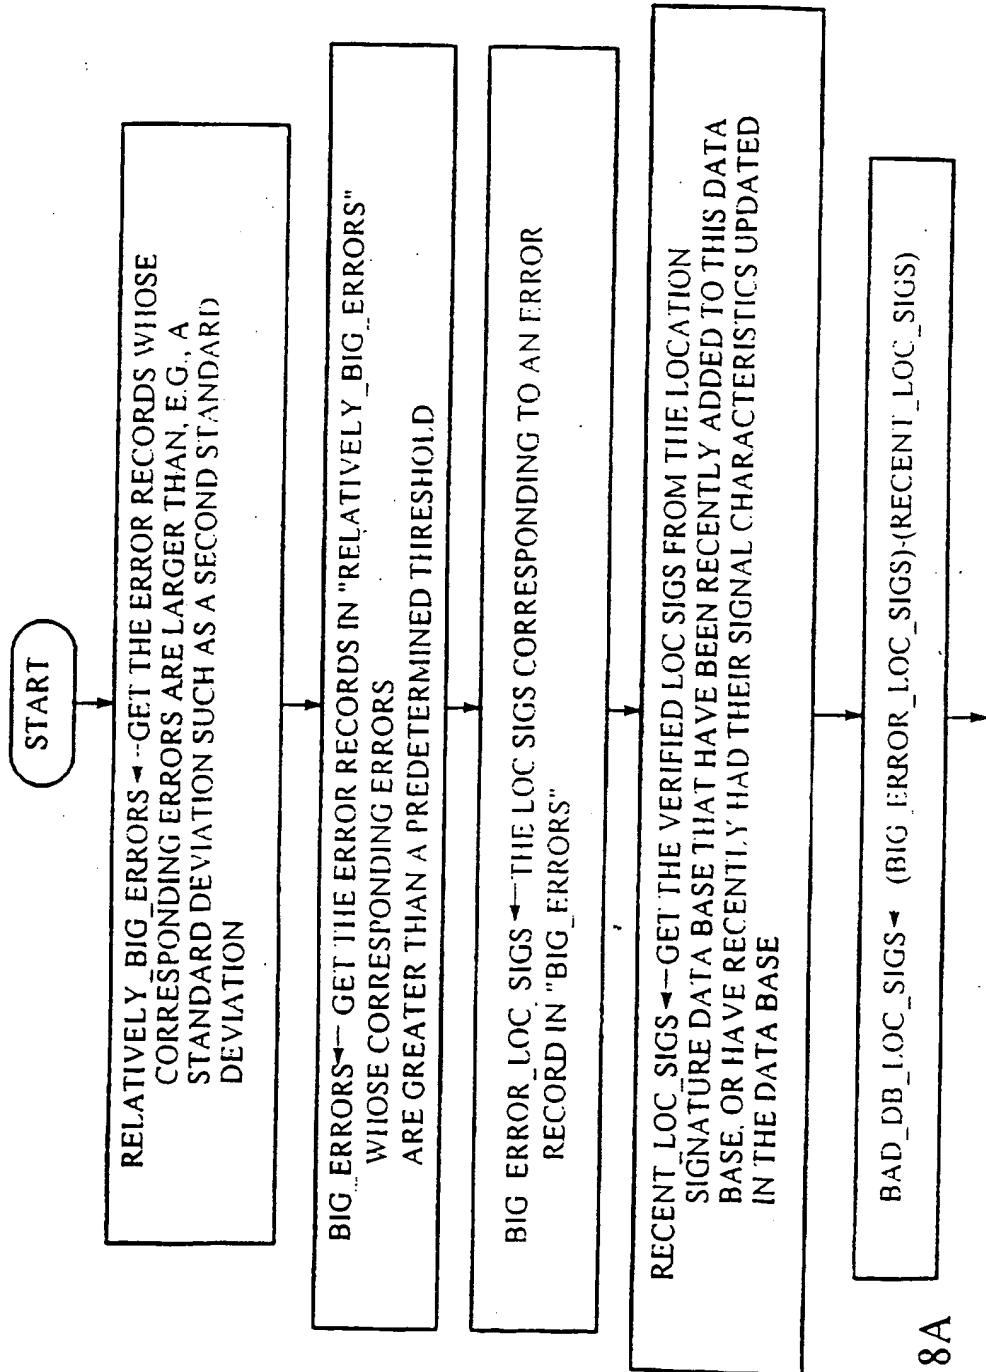 START
RELATIVELY_BIG_ERRORS ← GET THE ERROR RECORDS WHOSE
CORRESPONDING ERRORS ARE LARGER THAN, E.G., A
STANDARD DEVIATION SUCH AS A SECOND STANDARD
DEVIATION
BIG_ERRORS ← GET THE ERROR RECORDS IN "RELATIVELY_BIG_ERRORS"
WHOSE CORRESPONDING ERRORS
ARE GREATER THAN A PREDETERMINED THRESHOLD
BIG_ERROR_LOC_SIGS ← THE LOC SIGS CORRESPONDING TO AN ERROR
RECORD IN "BIG_ERRORS"
RECENT_LOC_SIGS ← GET THE VERIFIED LOC SIGS FROM THE LOCATION
SIGNATURE DATA BASE THAT HAVE BEEN RECENTLY ADDED TO THIS DATA
BASE, OR HAVE RECENTLY HAD THEIR SIGNAL CHARACTERISTICS UPDATED
IN THE DATA BASE
BAD_DB_LOC_SIGS ← (BIG_ERROR_LOC_SIGS)-(RECENT_LOC_SIGS)
8A